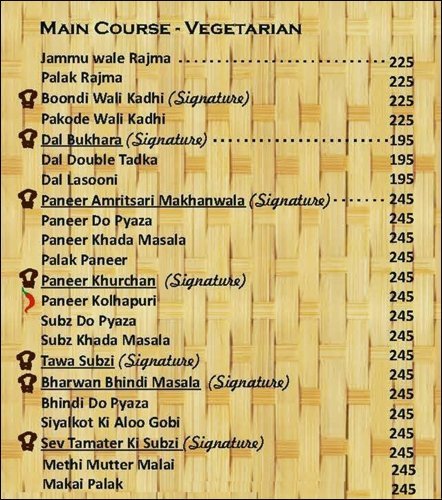 Main Course - Vegetarian
Jammu wale Rajma ................................ 225
Palak Rajma 225
Boondi Wali Kadhi (Signature) 225
Pakode Wali Kadhi 225
Dal Bukhara (Signature) ........................... 195
Dal Double Tadka 195
Dal Lasooni 195
Paneer Amritsari Makhanwala (Signature) ....... 245
Paneer Do Pyaza 245
Paneer Khada Masala 245
Palak Paneer 245
Paneer Khurchan (Signature) 245
Paneer Kolhapuri 245
Subz Do Pyaza 245
Subz Khada Masala 245
Tawa Subzi (Signature) 245
Bharwan Bhindi Masala (Signature) 245
Bhindi Do Pyaza 245
Siyalkot Ki Aloo Gobi 245
Sev Tamater Ki Subzi (Signature) 245
Methi Mutter Malai 245
Makai Palak 245